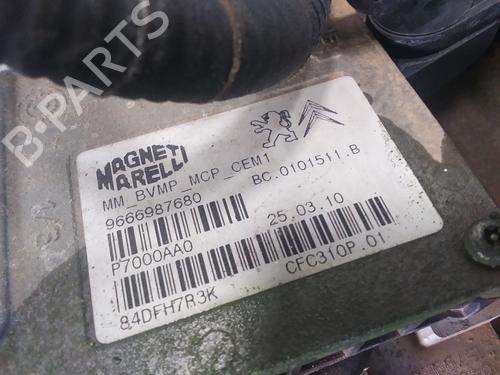 B-PARTS
MAGNETI
MARELLI
MM_BVMP_MCP_CEM1
9666987680
BC.0101511.B
P7000AA0
25.03.10
84DFH7R3K
CFC310P.01